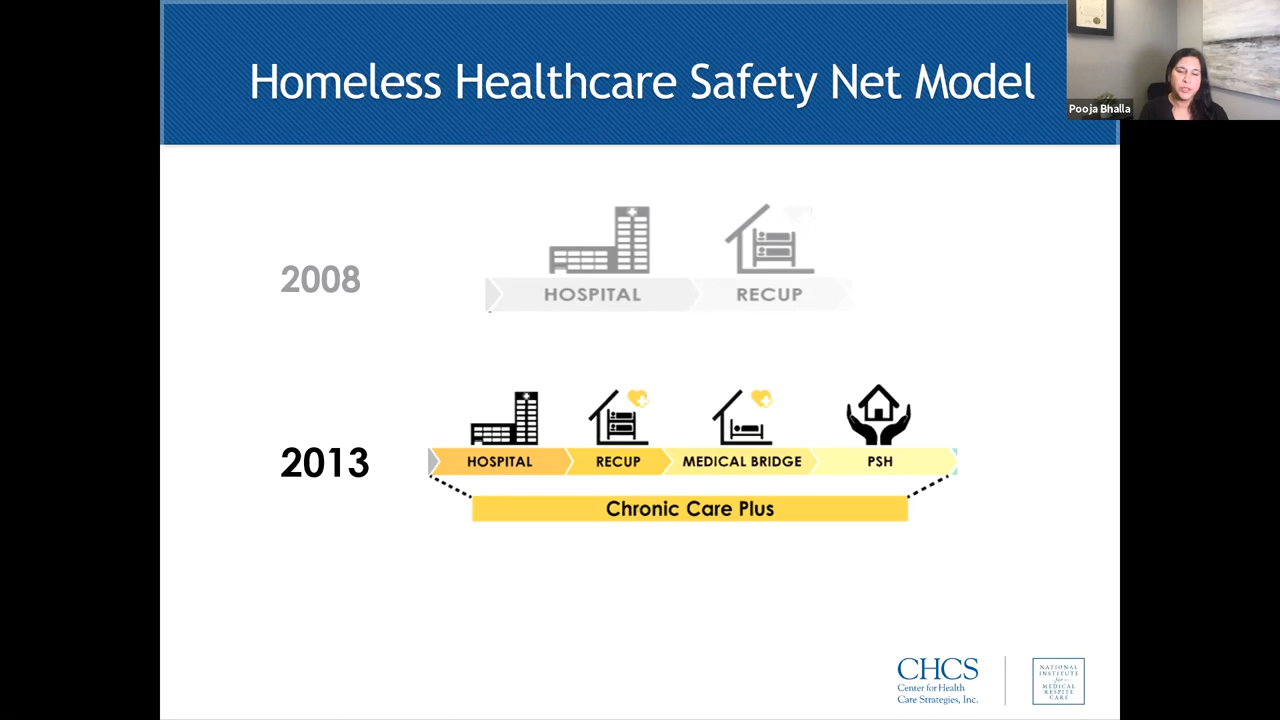 Homeless Healthcare Safety Net Model
Pooja Bhalla
2008
HOSPITAL
RECUP
2013
HOSPITAL
RECUP
MEDICAL BRIDGE
PSH
Chronic Care Plus
CHCS
Center for Health
Care Strategies, Inc.
NATIONAL
INSTITUTE
for
MEDICAL
RESPITE
CARE